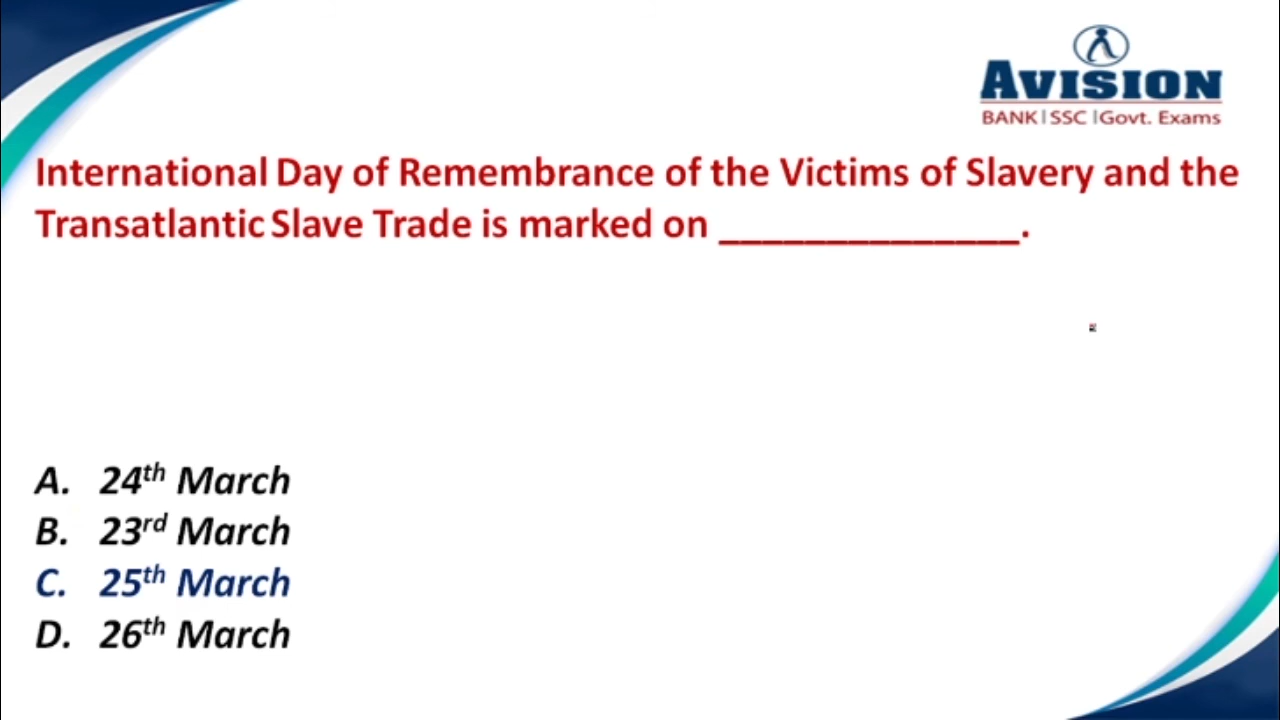 AVISION
BANK | SSC | Govt. Exams
International Day of Remembrance of the Victims of Slavery and the
Transatlantic Slave Trade is marked on ______________.
A. 24th March
B. 23rd March
C. 25th March
D. 26th March